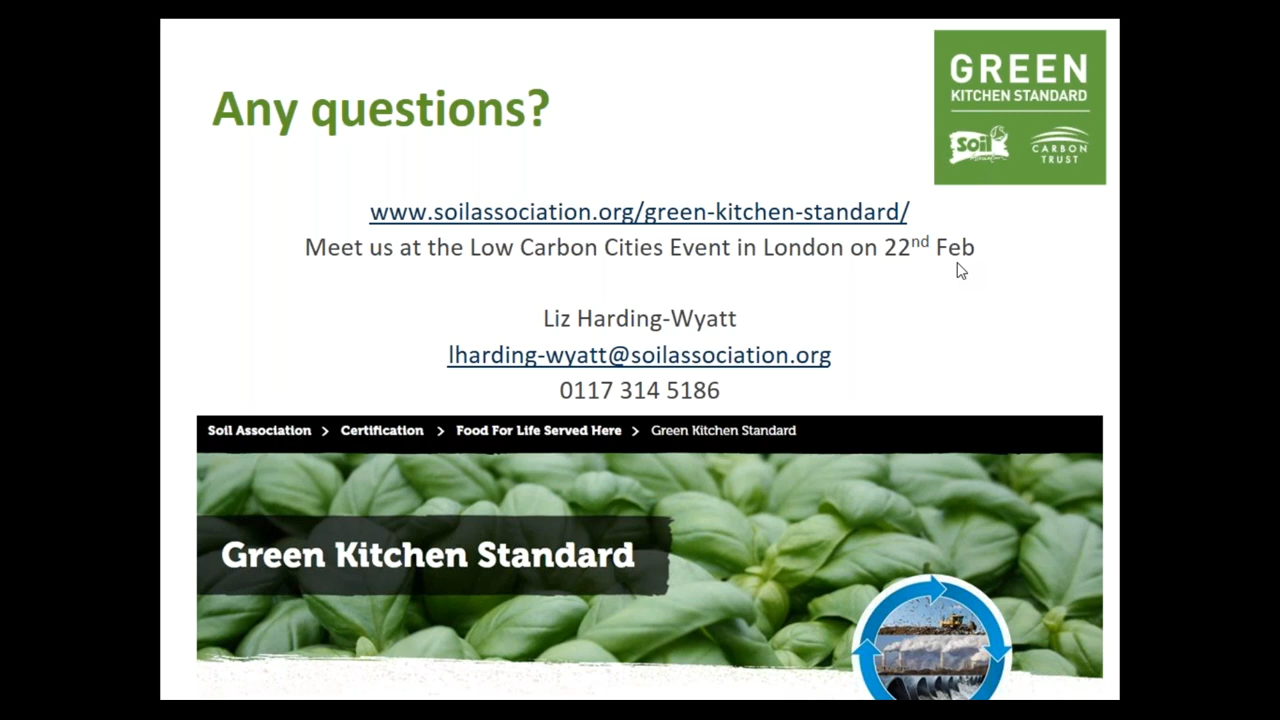 Any questions?
GREEN
KITCHEN STANDARD
Soil
CARBON
TRUST
www.soilassociation.org/green-kitchen-standard/
Meet us at the Low Carbon Cities Event in London on 22nd Feb
Liz Harding-Wyatt
lharding-wyatt@soilassociation.org
0117 314 5186
Soil Association > Certification > Food For Life Served Here > Green Kitchen Standard
Green Kitchen Standard